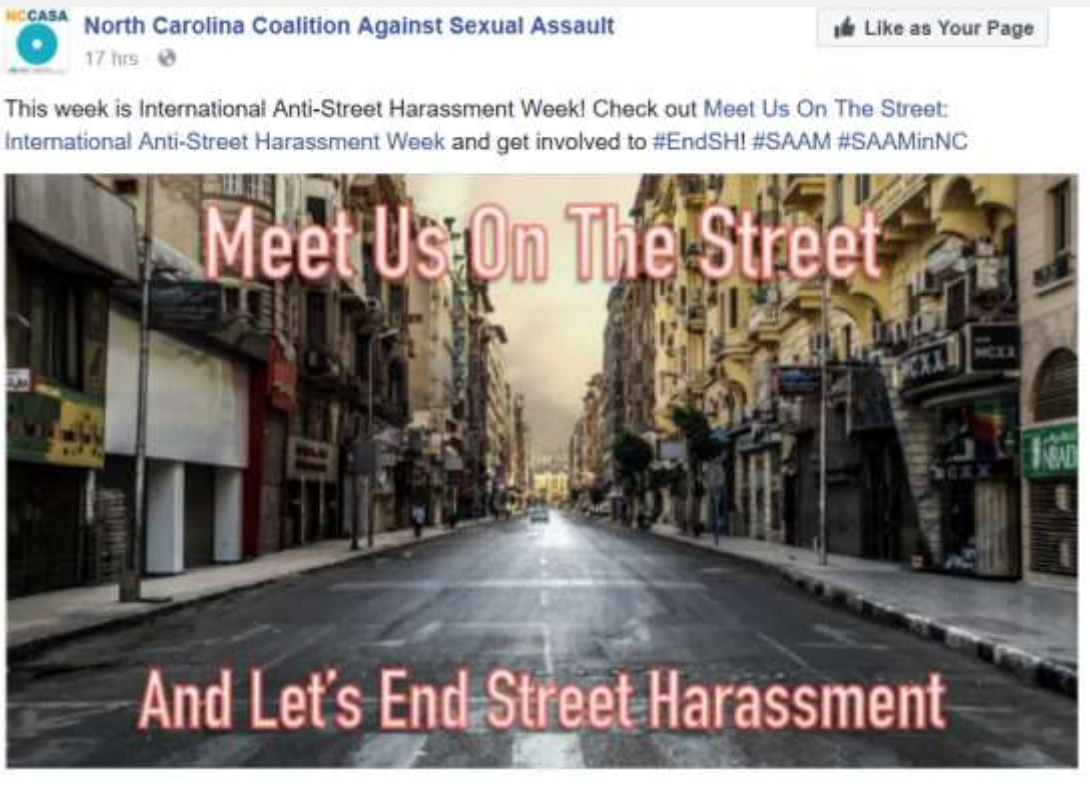 NCCASA
North Carolina Coalition Against Sexual Assault
Like as Your Page
17 hrs
This week is International Anti-Street Harassment Week! Check out Meet Us On The Street:
International Anti-Street Harassment Week and get involved to #EndSH! #SAAM #SAAMinNC
Meet Us On The Street
MCXX
NBAD
And Let's End Street Harassment